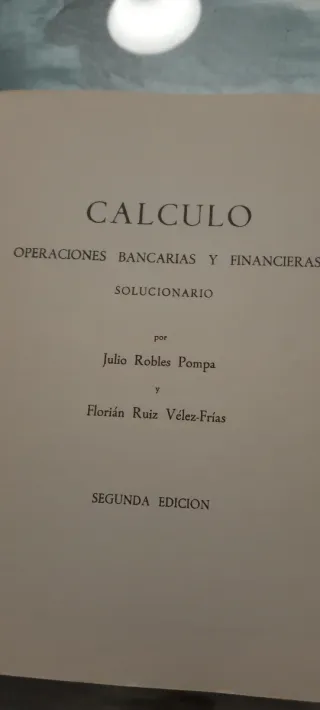 CALCULO
OPERACIONES BANCARIAS Y FINANCIERAS
SOLUCIONARIO
por
Julio Robles Pompa
y
Florián Ruiz Vélez-Frías
SEGUNDA EDICION